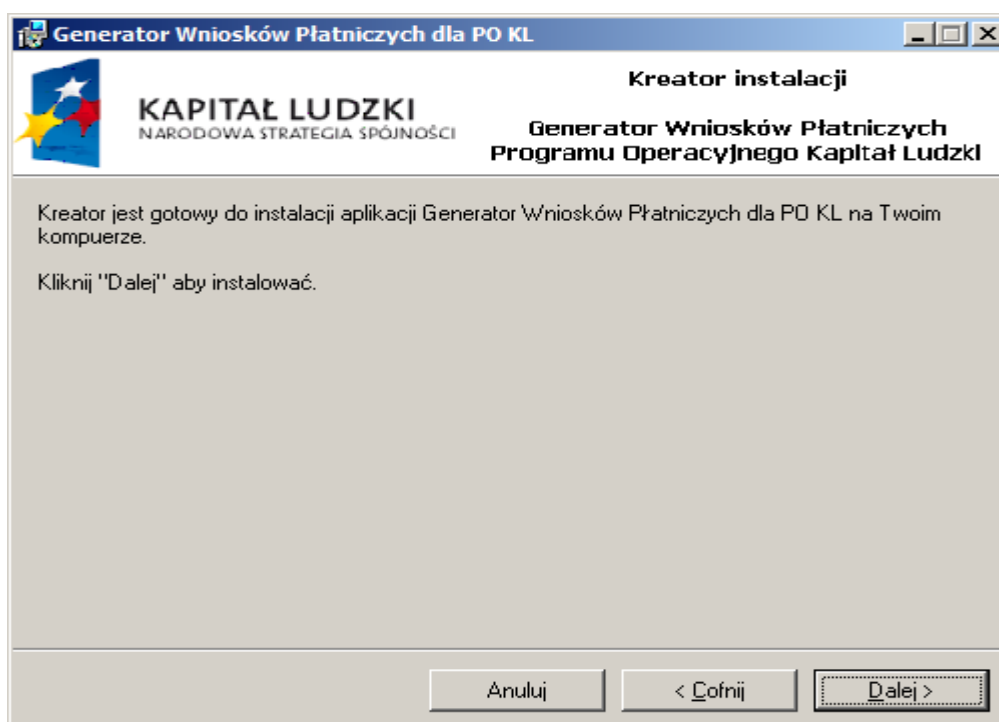 Generator Wniosków Płatniczych dla PO KL
KAPITAŁ LUDZKI
NARODOWA STRATEGIA SPÓJNOŚCI
Kreator instalacji
Generator Wniosków Płatniczych
Programu Operacyjnego Kapitał Ludzki
Kreator jest gotowy do instalacji aplikacji Generator Wniosków Płatniczych dla PO KL na Twoim
kompuerze.
Kliknij "Dalej" aby instalować.
Anuluj
< Cofnij
Dalej >